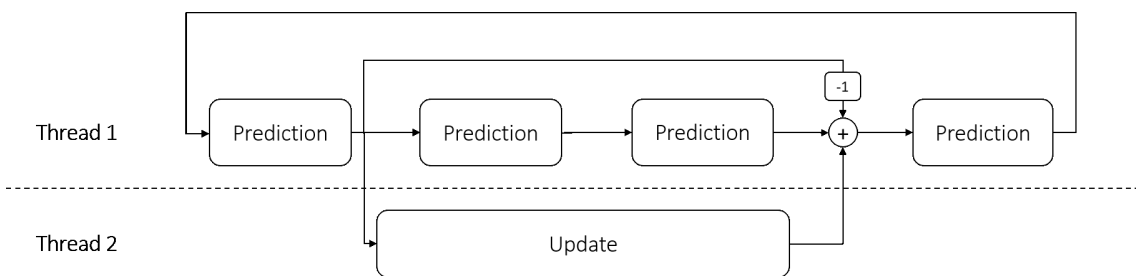 -1
Thread 1
Prediction
Prediction
Prediction
+
Prediction
Thread 2
Update